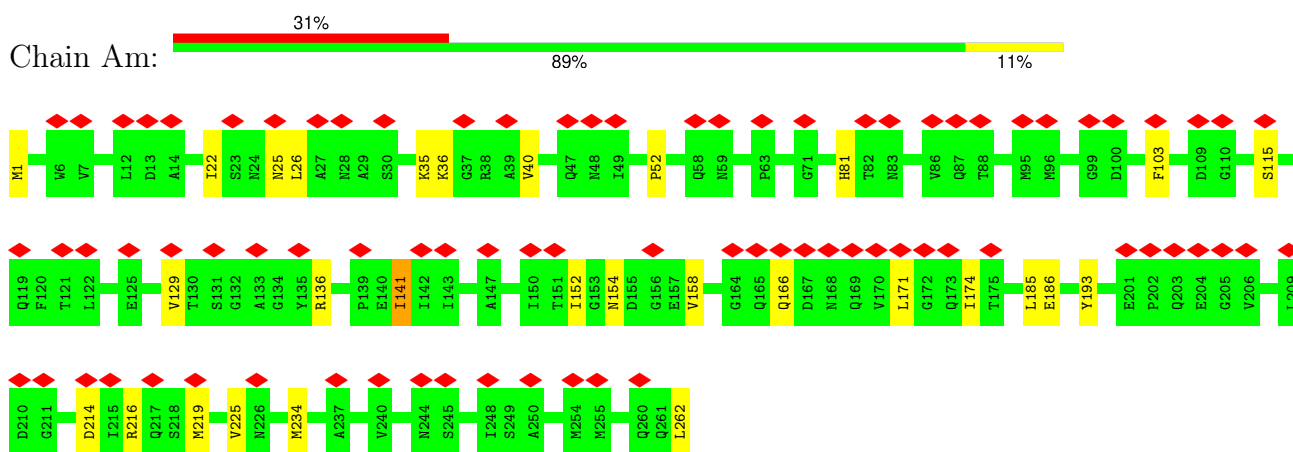 31%
Chain Am:
89% 11%
M1 W6 V7 L12 D13 A14 I22 S23 N24 N25 L26 A27 N28 A29 S30 K35 K36 G37 R38 A39 V40 Q47 N48 I49 P52 Q58 N59 P63 G71 H81 T82 N83 V86 Q87 T88 M95 M96 G99 D100 F103 D109 G110 S115
Q119 F120 T121 L122 E125 V129 T130 S131 G132 A133 G134 Y135 R136 P139 E140 I141 I142 I143 A147 I150 T151 I152 G153 N154 D155 G156 E157 V158 G164 Q165 Q166 D167 N168 Q169 V170 L171 G172 Q173 I174 T175 L185 E186 Y193 E201 P202 Q203 E204 G205 V206
D210 G211 D214 I215 R216 Q217 S218 M219 V225 N226 M234 A237 V240 N244 S245 I248 S249 A250 M254 M255 Q260 Q261 L262